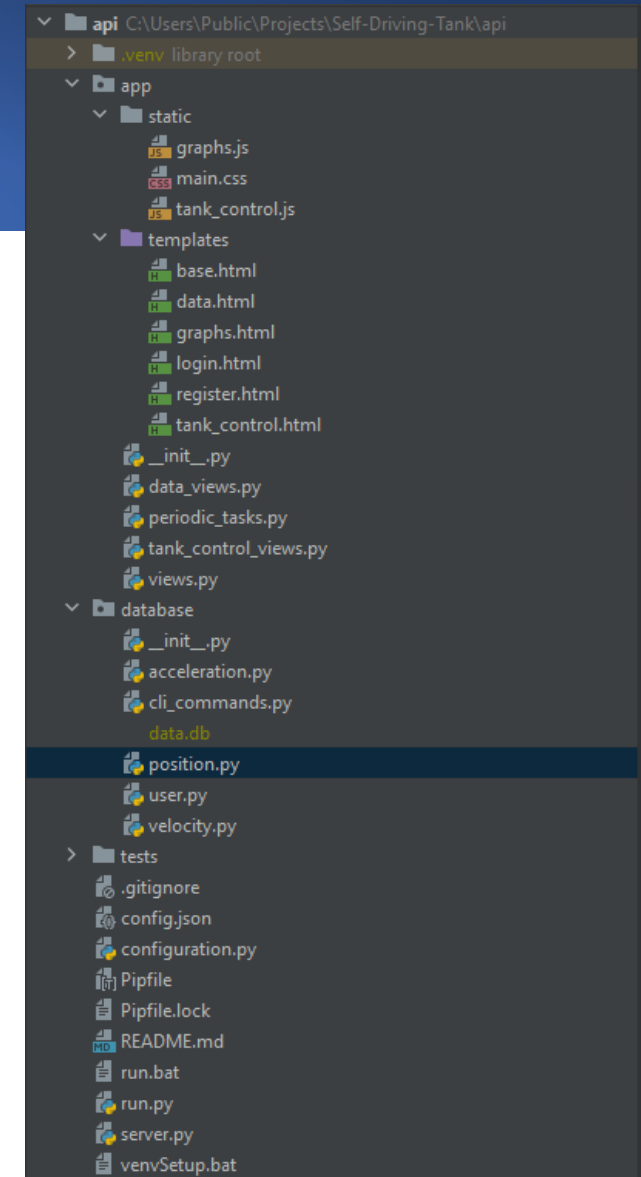 api C:\Users\Public\Projects\Self-Driving-Tank\api
.venv library root
app
static
graphs.js
main.css
tank_control.js
templates
base.html
data.html
graphs.html
login.html
register.html
tank_control.html
__init__.py
data_views.py
periodic_tasks.py
tank_control_views.py
views.py
database
__init__.py
acceleration.py
cli_commands.py
data.db
position.py
user.py
velocity.py
tests
.gitignore
config.json
configuration.py
Pipfile
Pipfile.lock
README.md
run.bat
run.py
server.py
venvSetup.bat